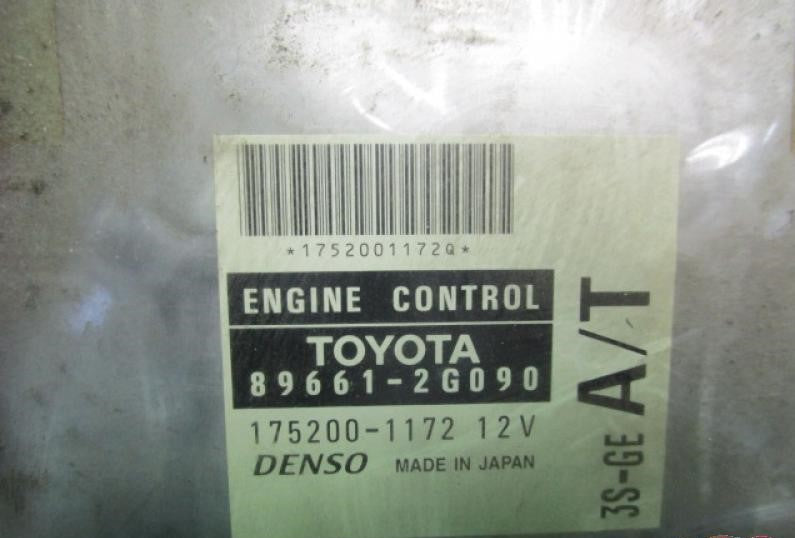 *1752001172Q*
ENGINE CONTROL
TOYOTA
89661-2G090
175200-1172 12V
DENSO MADE IN JAPAN
3S-GE A/T